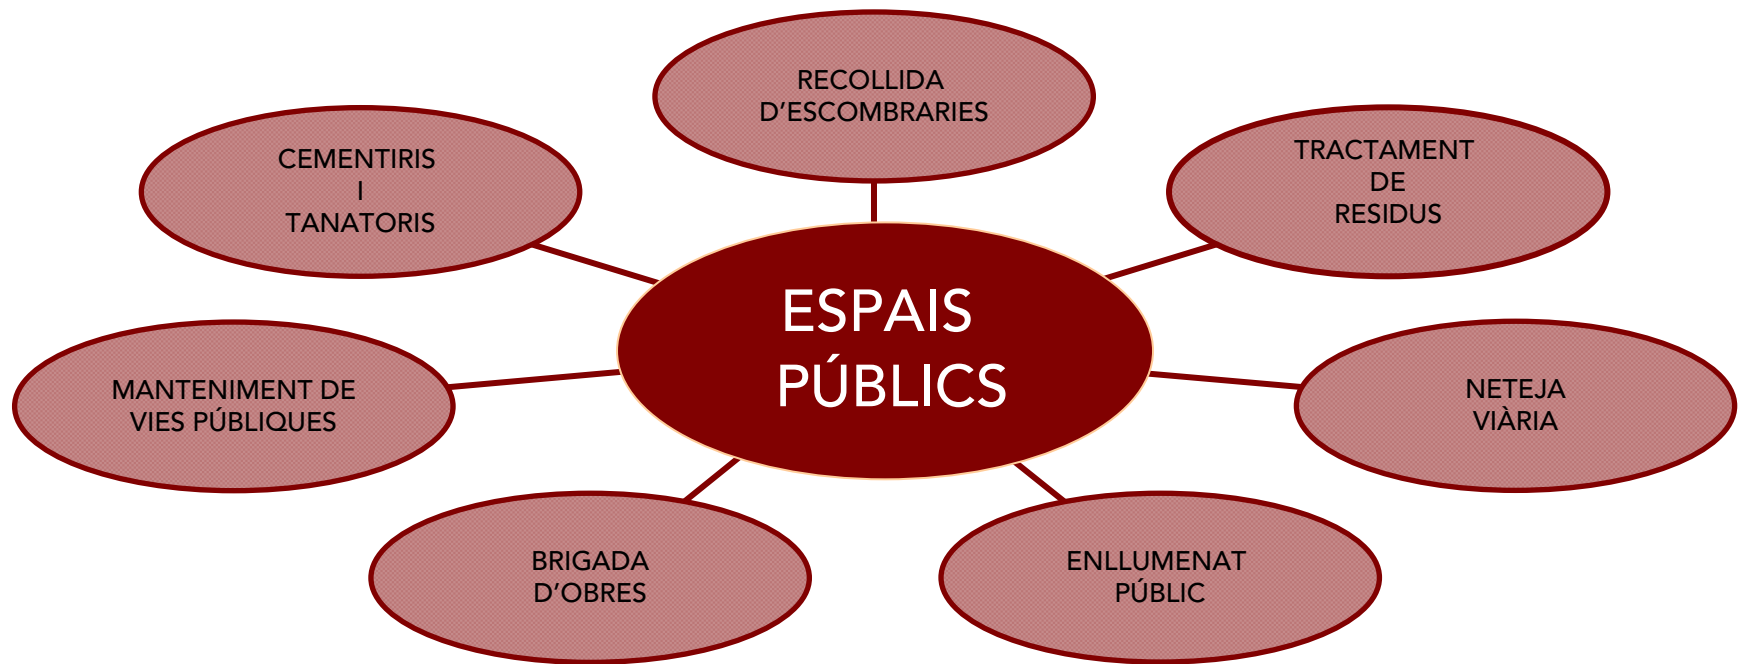 RECOLLIDA
D’ESCOMBRARIES
CEMENTIRIS
I
TANATORIS
TRACTAMENT
DE
RESIDUS
ESPAIS
PÚBLICS
MANTENIMENT DE
VIES PÚBLIQUES
NETEJA
VIÀRIA
BRIGADA
D’OBRES
ENLLUMENAT
PÚBLIC